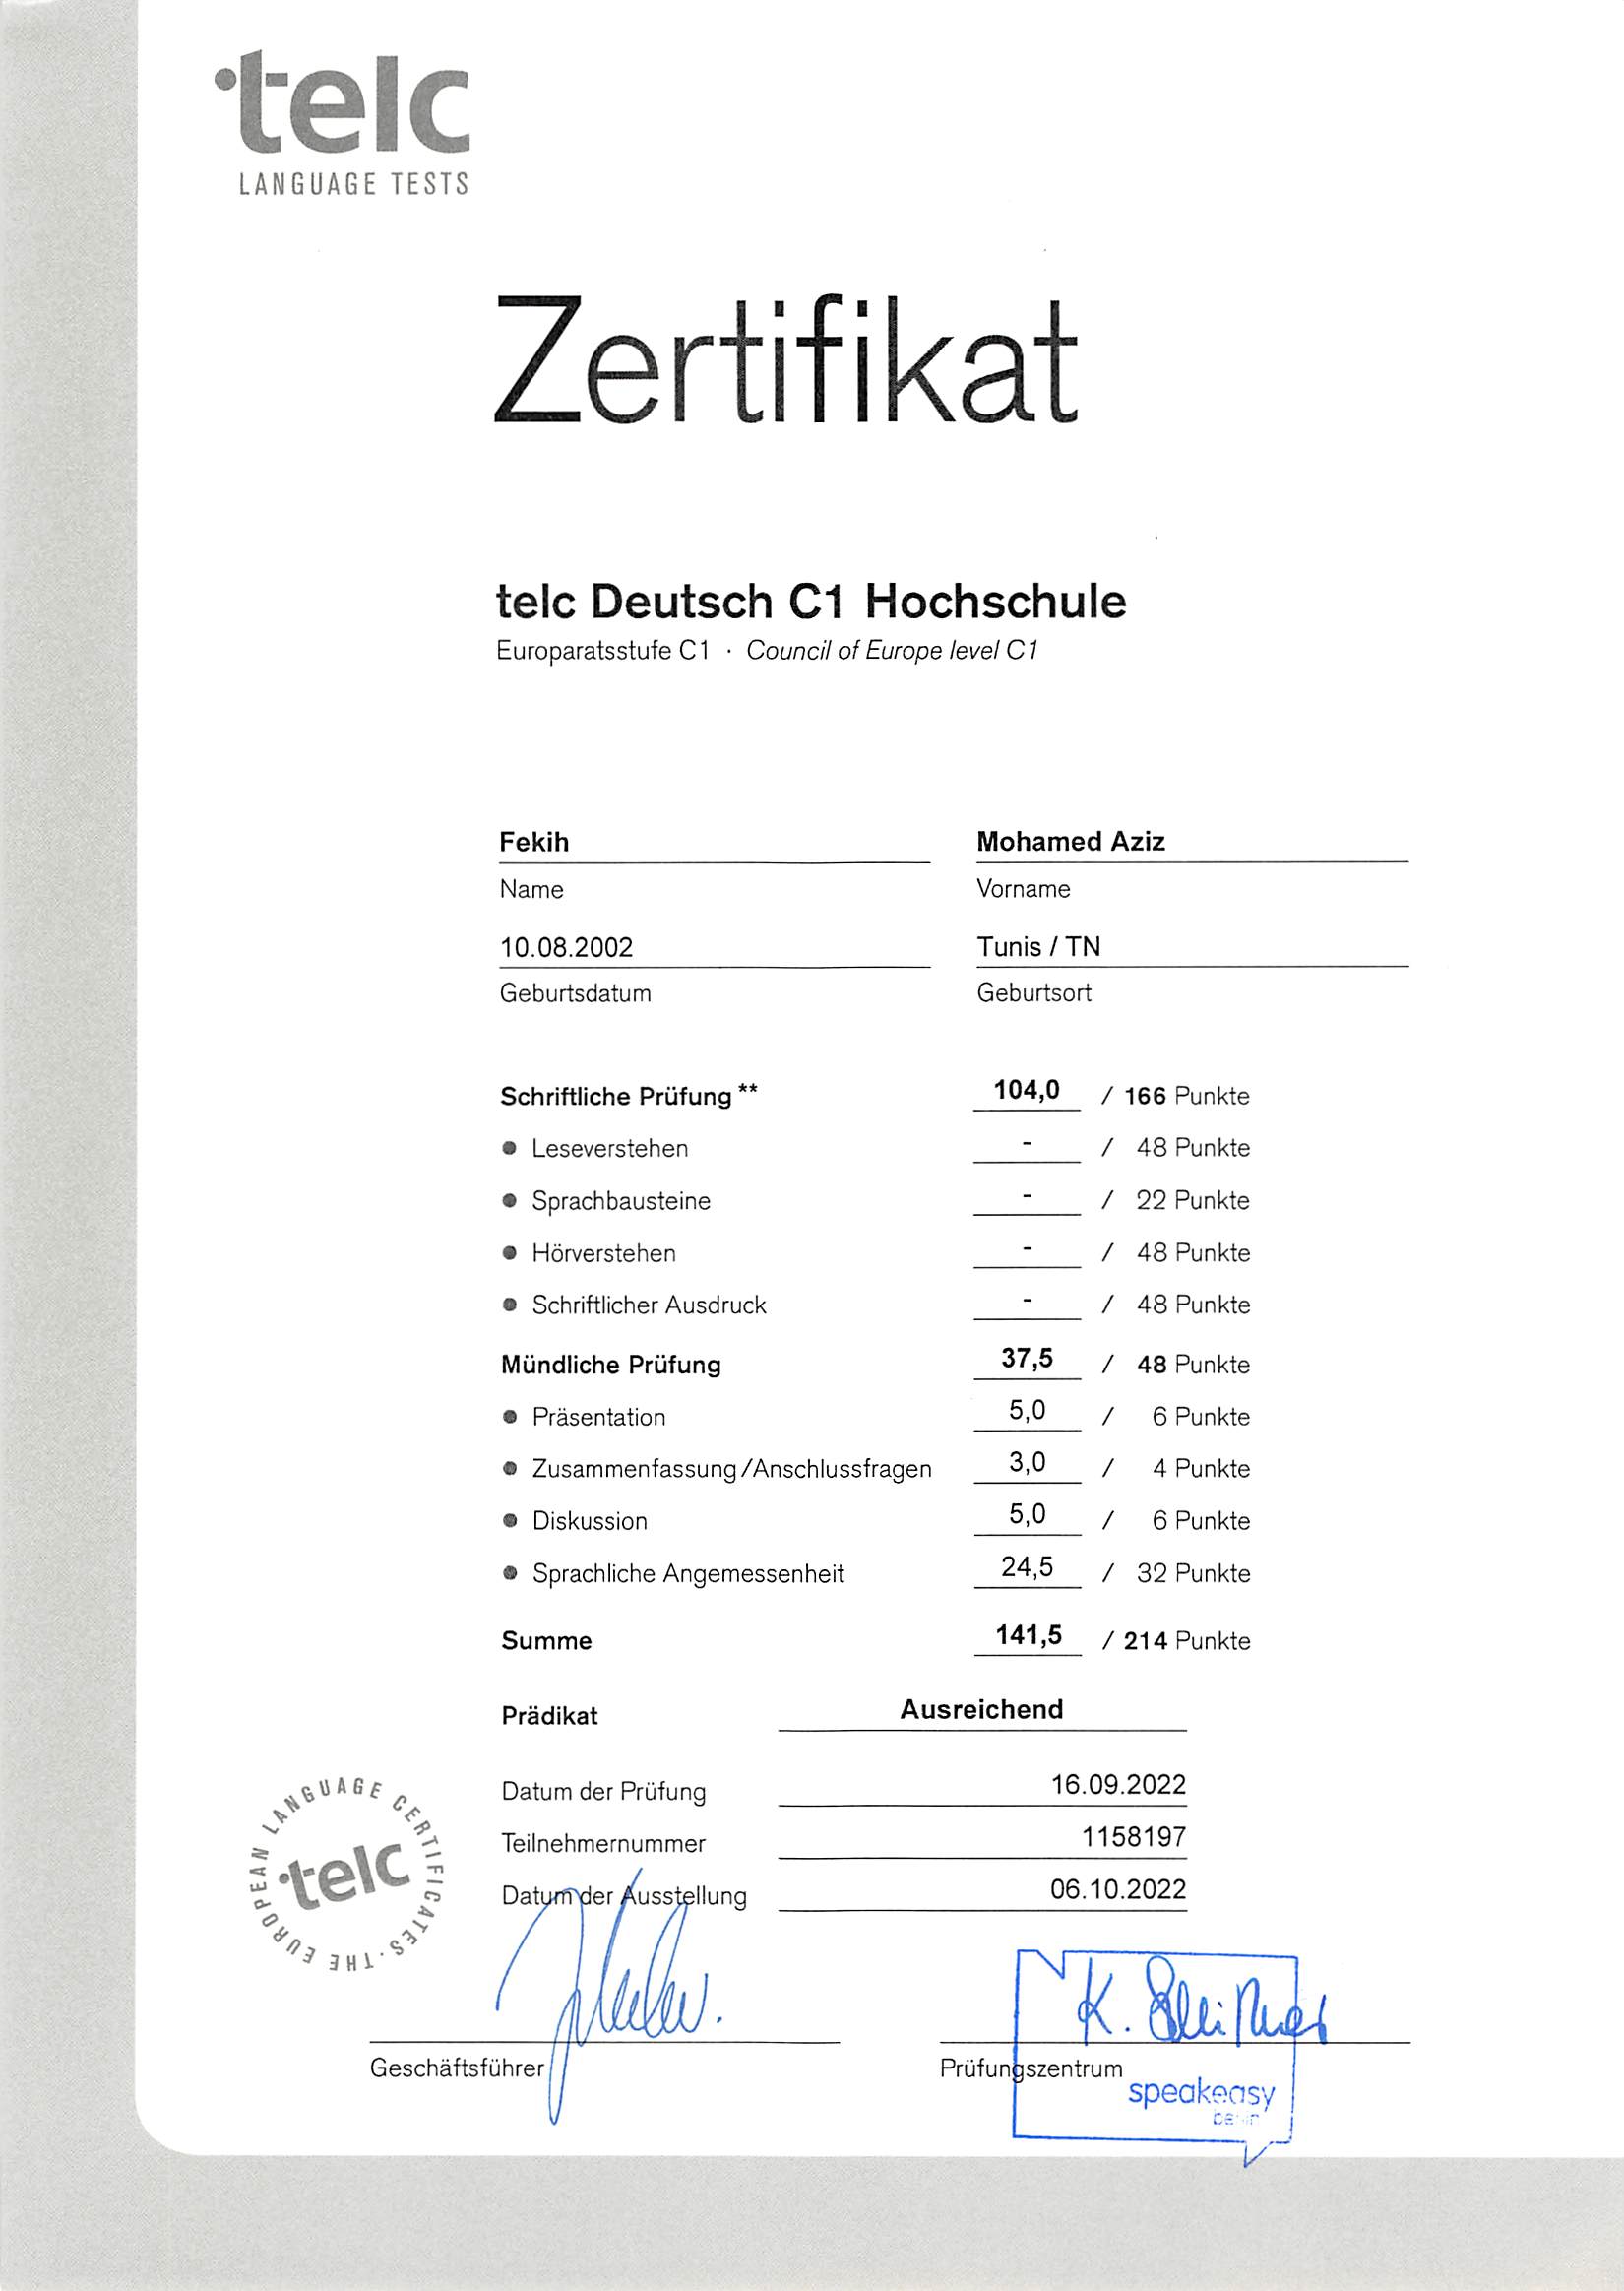 telc
LANGUAGE TESTS
Zertifikat
telc Deutsch C1 Hochschule
Europaratsstufe C1 · Council of Europe level C1
Fekih Mohamed Aziz
Name Vorname
10.08.2002 Tunis / TN
Geburtsdatum Geburtsort
Schriftliche Prüfung ** 104,0 / 166 Punkte
● Leseverstehen - / 48 Punkte
● Sprachbausteine - / 22 Punkte
● Hörverstehen - / 48 Punkte
● Schriftlicher Ausdruck - / 48 Punkte
Mündliche Prüfung 37,5 / 48 Punkte
● Präsentation 5,0 / 6 Punkte
● Zusammenfassung/Anschlussfragen 3,0 / 4 Punkte
● Diskussion 5,0 / 6 Punkte
● Sprachliche Angemessenheit 24,5 / 32 Punkte
Summe 141,5 / 214 Punkte
Prädikat Ausreichend
Datum der Prüfung 16.09.2022
Teilnehmernummer 1158197
Datum der Ausstellung 06.10.2022
telc
THE EUROPEAN LANGUAGE CERTIFICATES ·
K.
Geschäftsführer Prüfungszentrum
speakeasy
berlin